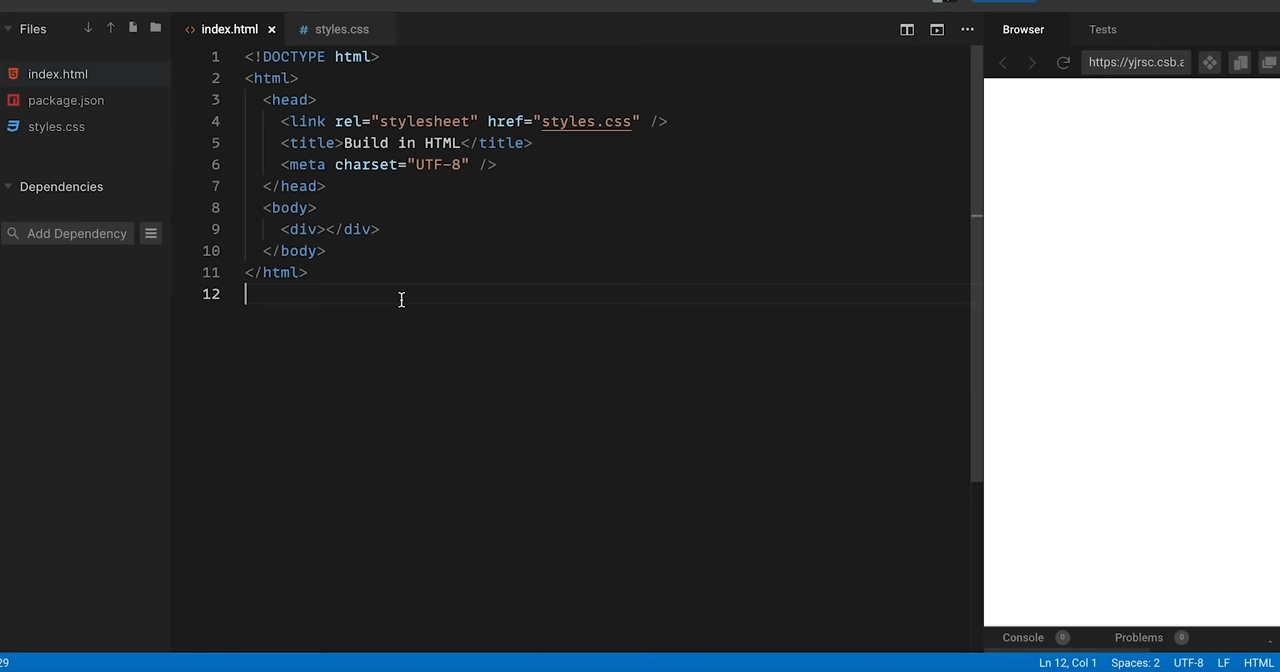 Files
index.html
package.json
styles.css
Dependencies
Add Dependency
<> index.html ×
# styles.css
1 <!DOCTYPE html>
2 <html>
3 <head>
4 <link rel="stylesheet" href="styles.css" />
5 <title>Build in HTML</title>
6 <meta charset="UTF-8" />
7 </head>
8 <body>
9 <div></div>
10 </body>
11 </html>
12
Browser Tests
https://yjrsc.csb.a
Console 0 Problems 0
29 Ln 12, Col 1 Spaces: 2 UTF-8 LF HTML